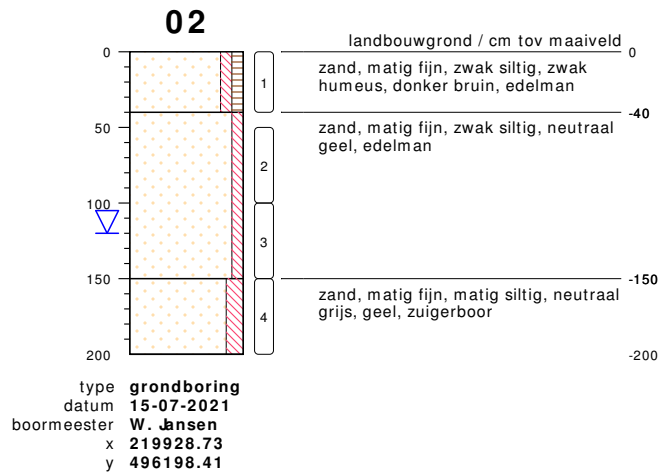 02
landbouwgrond / cm tov maaiveld
0
0
zand, matig fijn, zwak siltig, zwak
humeus, donker bruin, edelman
1
-40
50
zand, matig fijn, zwak siltig, neutraal
geel, edelman
2
100
3
150
-150
zand, matig fijn, matig siltig, neutraal
grijs, geel, zuigerboor
4
200
-200
type grondboring
datum 15-07-2021
boormeester W. Jansen
x 219928.73
y 496198.41